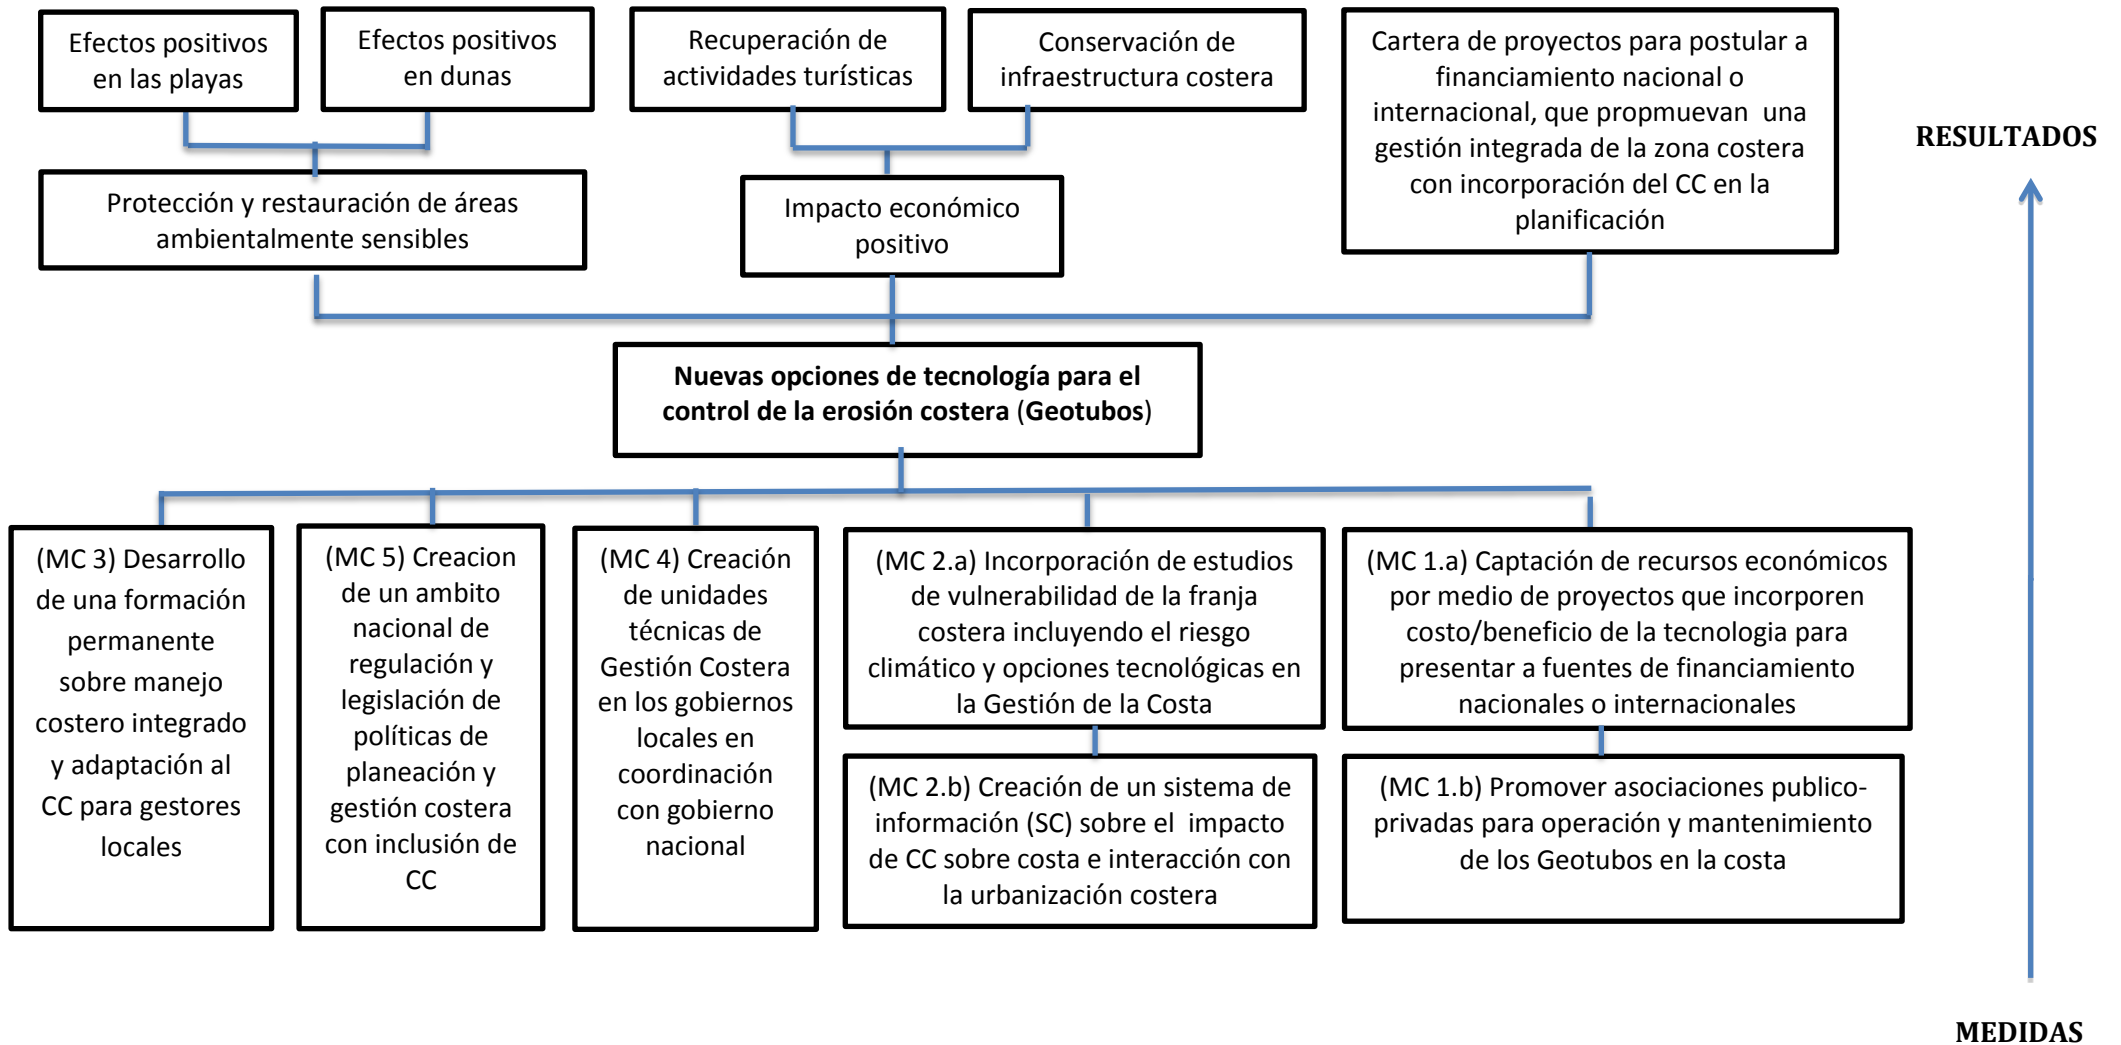 Efectos positivos
en las playas
Efectos positivos
en dunas
Recuperación de
actividades turísticas
Conservación de
infraestructura costera
Cartera de proyectos para postular a
financiamiento nacional o
internacional, que propmuevan una
gestión integrada de la zona costera
con incorporación del CC en la
planificación
RESULTADOS
Protección y restauración de áreas
ambientalmente sensibles
Impacto económico
positivo
Nuevas opciones de tecnología para el
control de la erosión costera (Geotubos)
(MC 3) Desarrollo
de una formación
permanente
sobre manejo
costero integrado
y adaptación al
CC para gestores
locales
(MC 5) Creacion
de un ambito
nacional de
regulación y
legislación de
políticas de
planeación y
gestión costera
con inclusión de
CC
(MC 4) Creación
de unidades
técnicas de
Gestión Costera
en los gobiernos
locales en
coordinación
con gobierno
nacional
(MC 2.a) Incorporación de estudios
de vulnerabilidad de la franja
costera incluyendo el riesgo
climático y opciones tecnológicas en
la Gestión de la Costa
(MC 2.b) Creación de un sistema de
información (SC) sobre el impacto
de CC sobre costa e interacción con
la urbanización costera
(MC 1.a) Captación de recursos económicos
por medio de proyectos que incorporen
costo/beneficio de la tecnologia para
presentar a fuentes de financiamiento
nacionales o internacionales
(MC 1.b) Promover asociaciones publico-
privadas para operación y mantenimiento
de los Geotubos en la costa
MEDIDAS